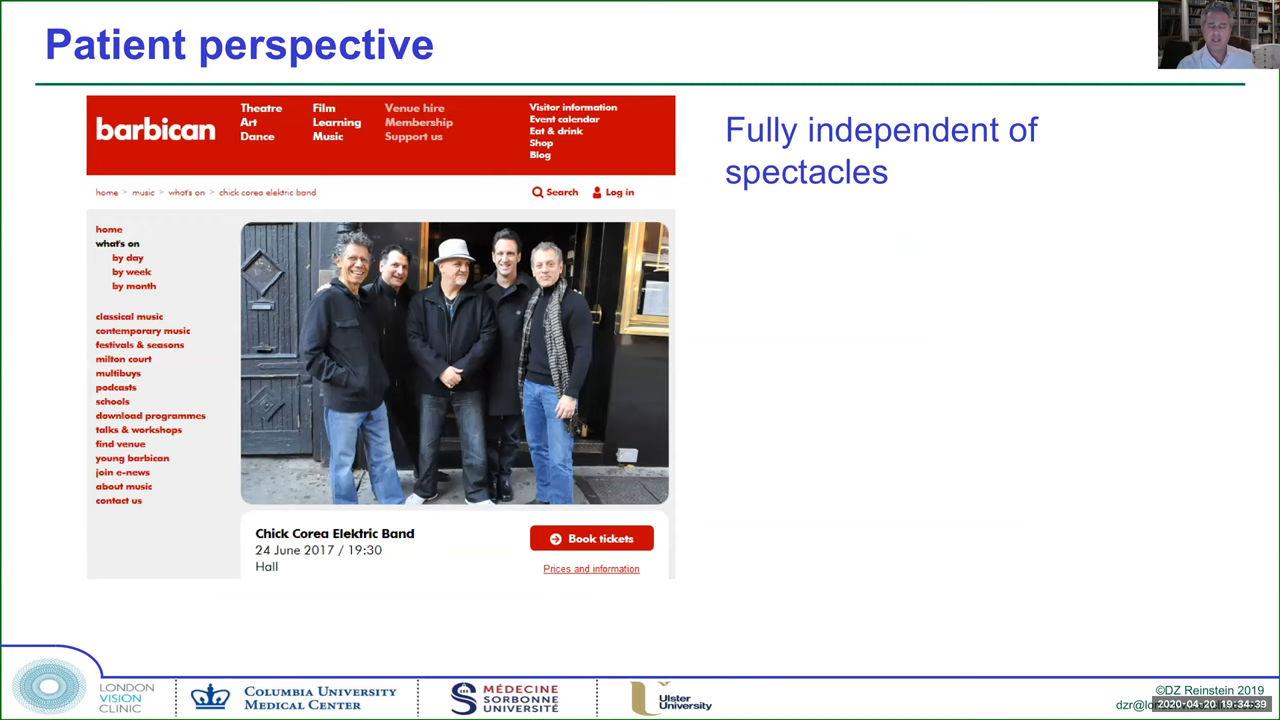 Patient perspective
barbican
Theatre
Art
Dance
Film
Learning
Music
Venue hire
Membership
Support us
Visitor information
Event calendar
Eat & drink
Shop
Blog
home > music > what's on > chick corea elektric band
Search
Log in
home
what's on
by day
by week
by month
classical music
contemporary music
festivals & seasons
milton court
multibuys
podcasts
schools
download programmes
talks & workshops
find venue
young barbican
join e-news
about music
contact us
Chick Corea Elektric Band
24 June 2017 / 19:30
Hall
Book tickets
Prices and information
Fully independent of
spectacles
LONDON
VISION
CLINIC
COLUMBIA UNIVERSITY
MEDICAL CENTER
S
MÉDECINE
SORBONNE
UNIVERSITÉ
Ulster
University
©DZ Reinstein 2019
2020-04-20 19:34:39